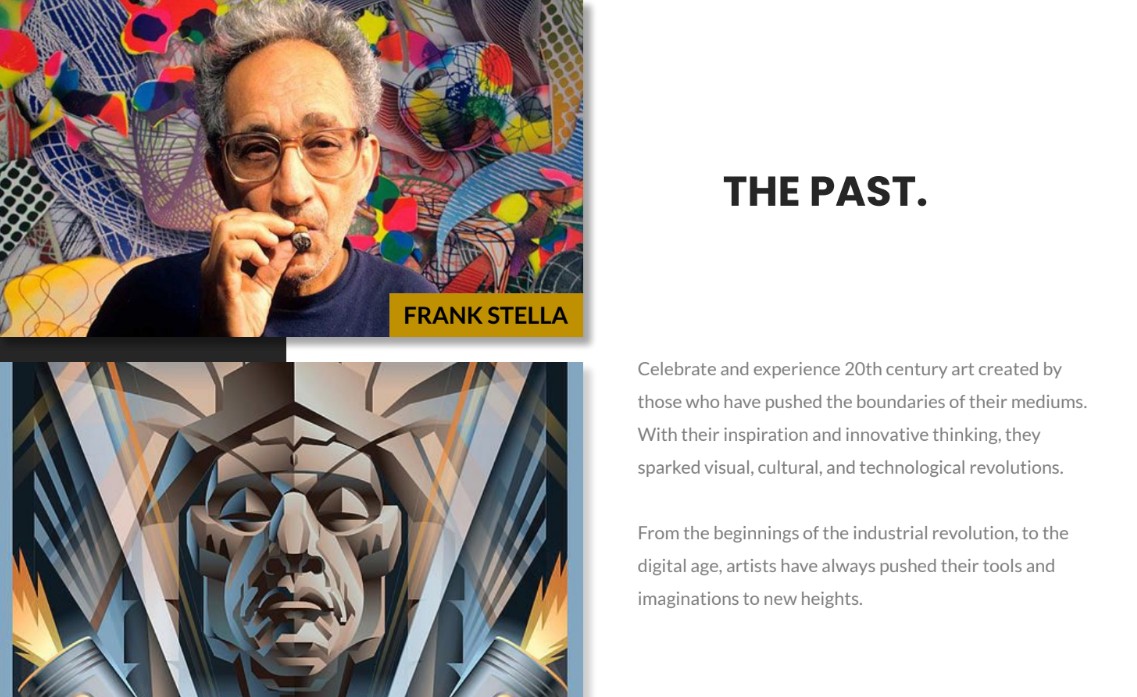 FRANK STELLA
THE PAST.
Celebrate and experience 20th century art created by
those who have pushed the boundaries of their mediums.
With their inspiration and innovative thinking, they
sparked visual, cultural, and technological revolutions.
From the beginnings of the industrial revolution, to the
digital age, artists have always pushed their tools and
imaginations to new heights.